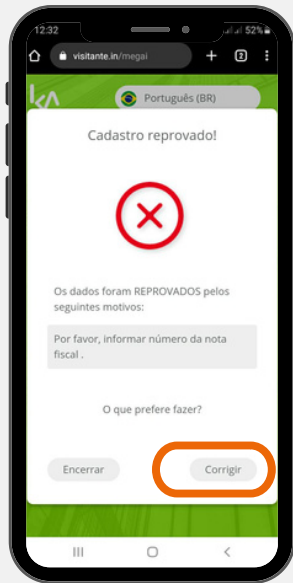 12:32
52%
visitante.in/megai
2
Português (BR)
Cadastro reprovado!
Os dados foram REPROVADOS pelos
seguintes motivos:
Por favor, informar número da nota
fiscal .
O que prefere fazer?
Encerrar
Corrigir